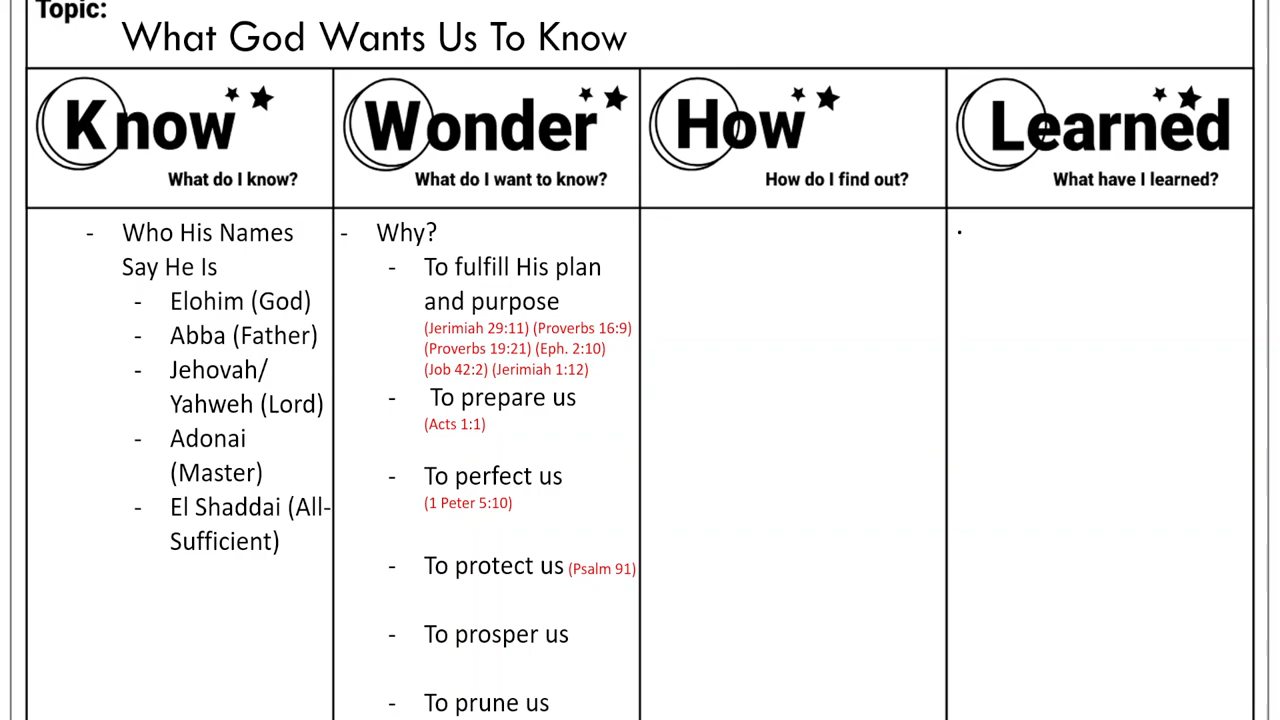 Topic:
What God Wants Us To Know
Know
What do I know?
Wonder
What do I want to know?
How
How do I find out?
Learned
What have I learned?
- Who His Names
Say He Is
- Elohim (God)
- Abba (Father)
- Jehovah/
Yahweh (Lord)
- Adonai
(Master)
- El Shaddai (All-
Sufficient)
- Why?
- To fulfill His plan
and purpose
(Jerimiah 29:11) (Proverbs 16:9)
(Proverbs 19:21) (Eph. 2:10)
(Job 42:2) (Jerimiah 1:12)
- To prepare us
(Acts 1:1)
- To perfect us
(1 Peter 5:10)
- To protect us (Psalm 91)
- To prosper us
- To prune us